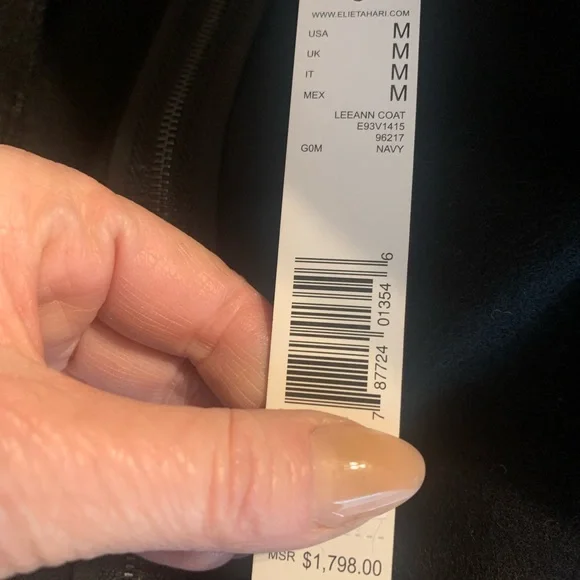 WWW.ELIETAHARI.COM
USA M
UK M
IT M
MEX M
LEEANN COAT
E93V1415
96217
G0M NAVY
7 87724 01354 6
MSR $1,798.00